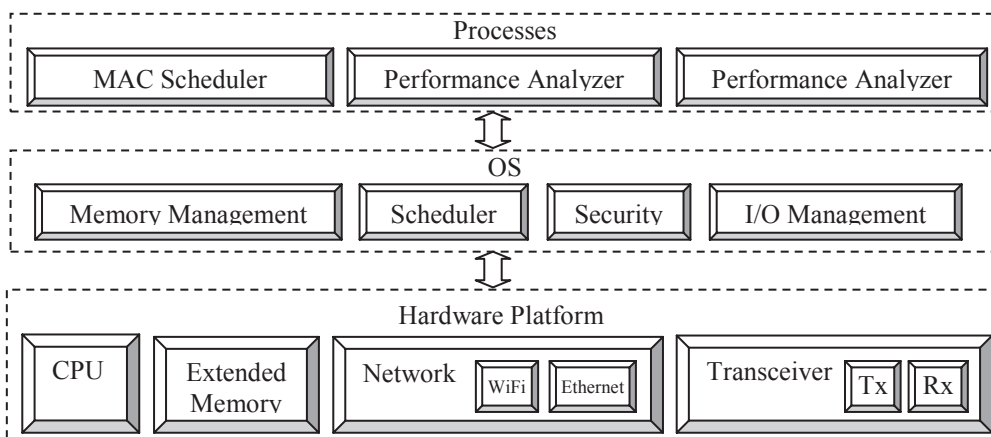 Processes
MAC Scheduler
Performance Analyzer
Performance Analyzer
OS
Memory Management
Scheduler
Security
I/O Management
Hardware Platform
CPU
Extended
Memory
Network
WiFi
Ethernet
Transceiver
Tx
Rx